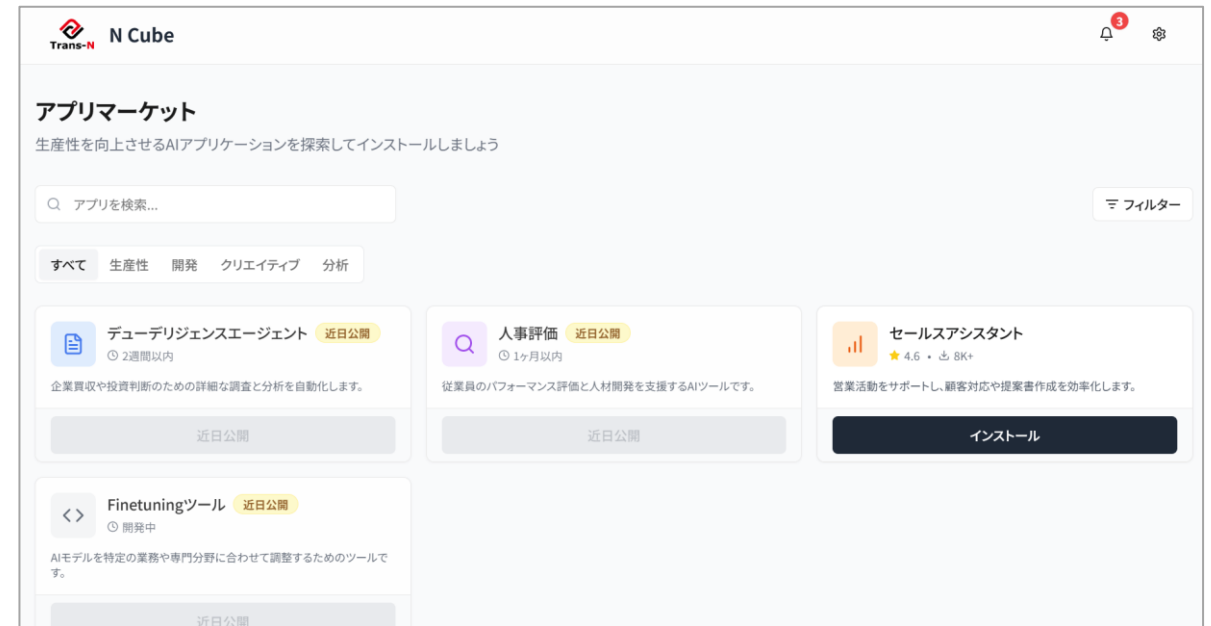 Trans-N
N Cube
3
アプリマーケット
生産性を向上させるAIアプリケーションを探索してインストールしましょう
アプリを検索...
フィルター
すべて 生産性 開発 クリエイティブ 分析
デューデリジェンスエージェント 近日公開
2週間以内
企業買収や投資判断のための詳細な調査と分析を自動化します。
近日公開
人事評価 近日公開
1ヶ月以内
従業員のパフォーマンス評価と人材開発を支援するAIツールです。
近日公開
セールスアシスタント
4.6 • 8K+
営業活動をサポートし、顧客対応や提案書作成を効率化します。
インストール
Finetuningツール 近日公開
開発中
AIモデルを特定の業務や専門分野に合わせて調整するためのツールで
す。
近日公開